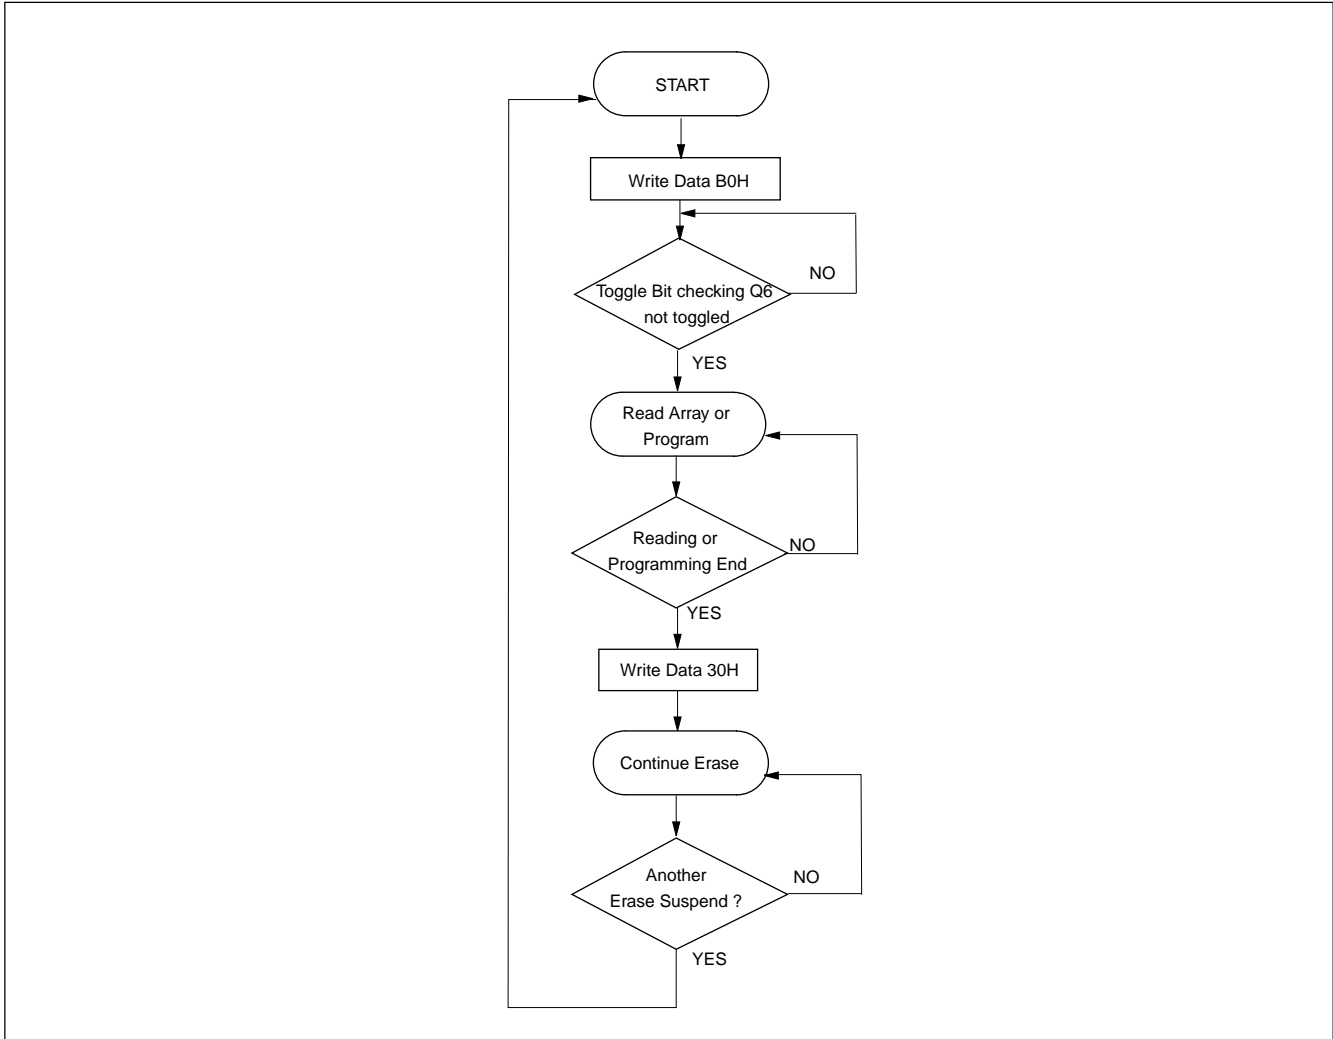 START
Write Data B0H
NO
Toggle Bit checking Q6
not toggled
YES
Read Array or
Program
Reading or
NO
Programming End
YES
Write Data 30H
Continue Erase
Another
NO
Erase Suspend ?
YES